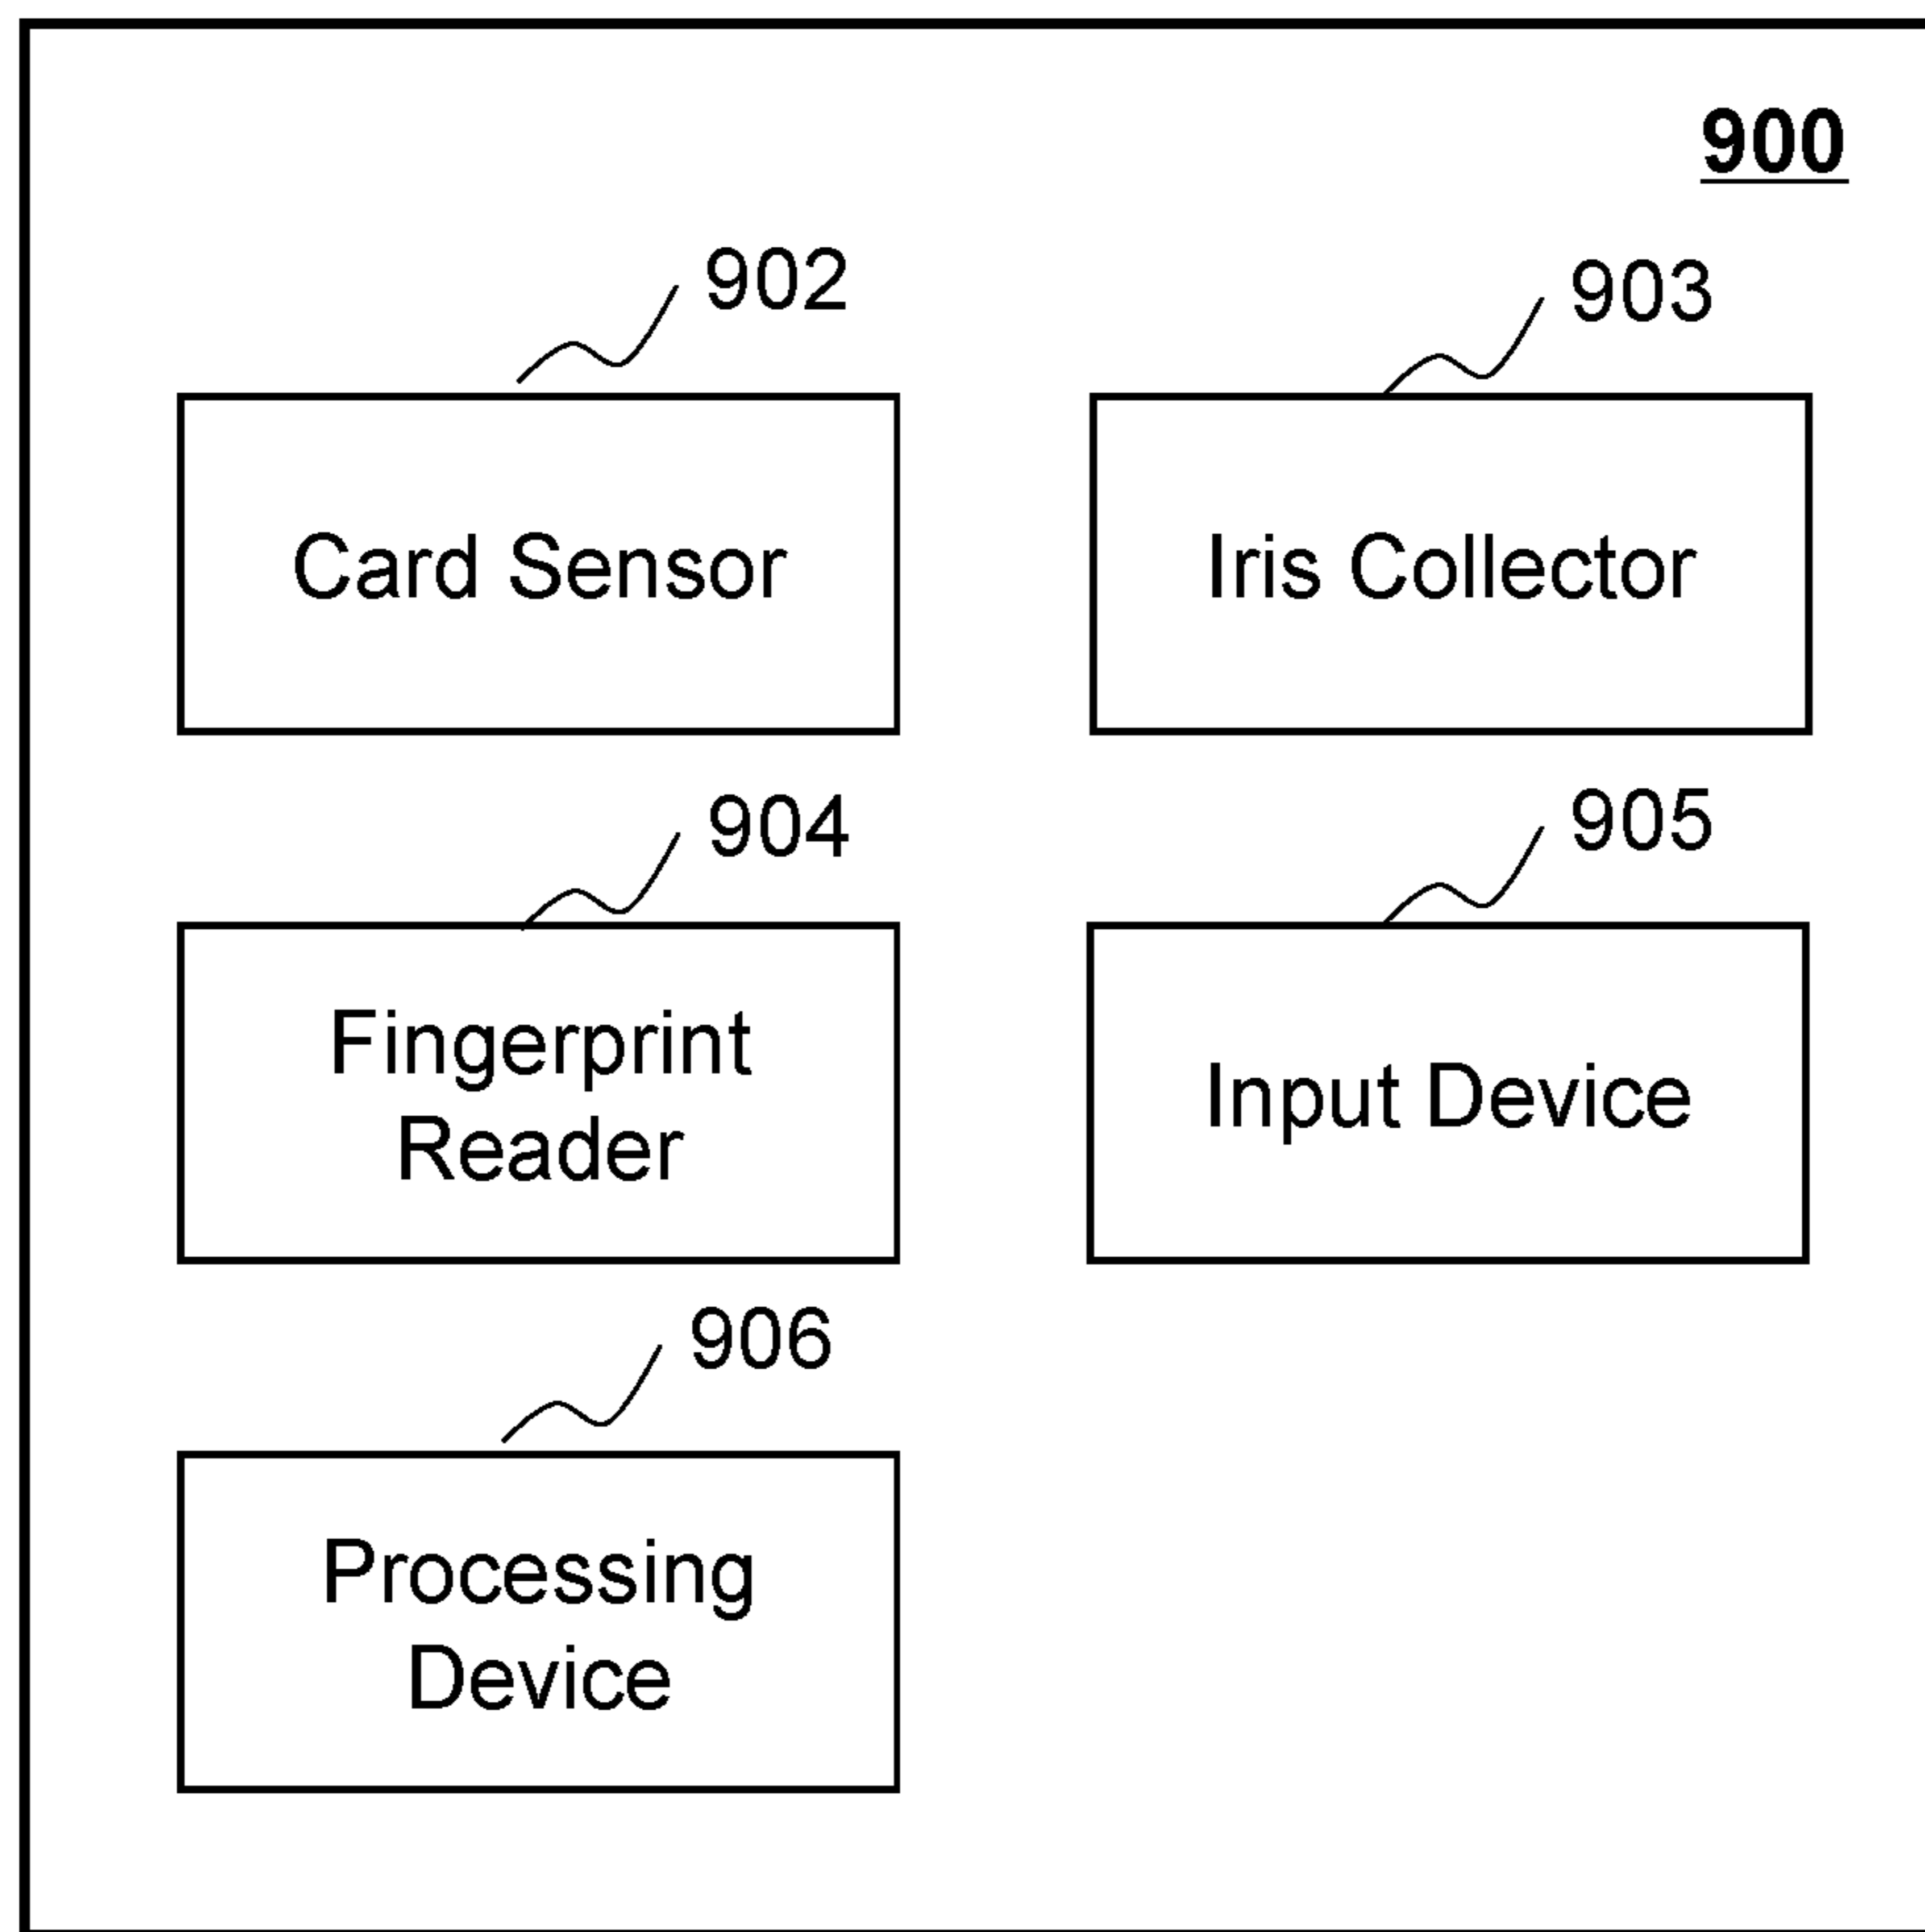 900
902
903
Card Sensor
Iris Collector
904
905
Fingerprint
Reader
Input Device
906
Processing
Device